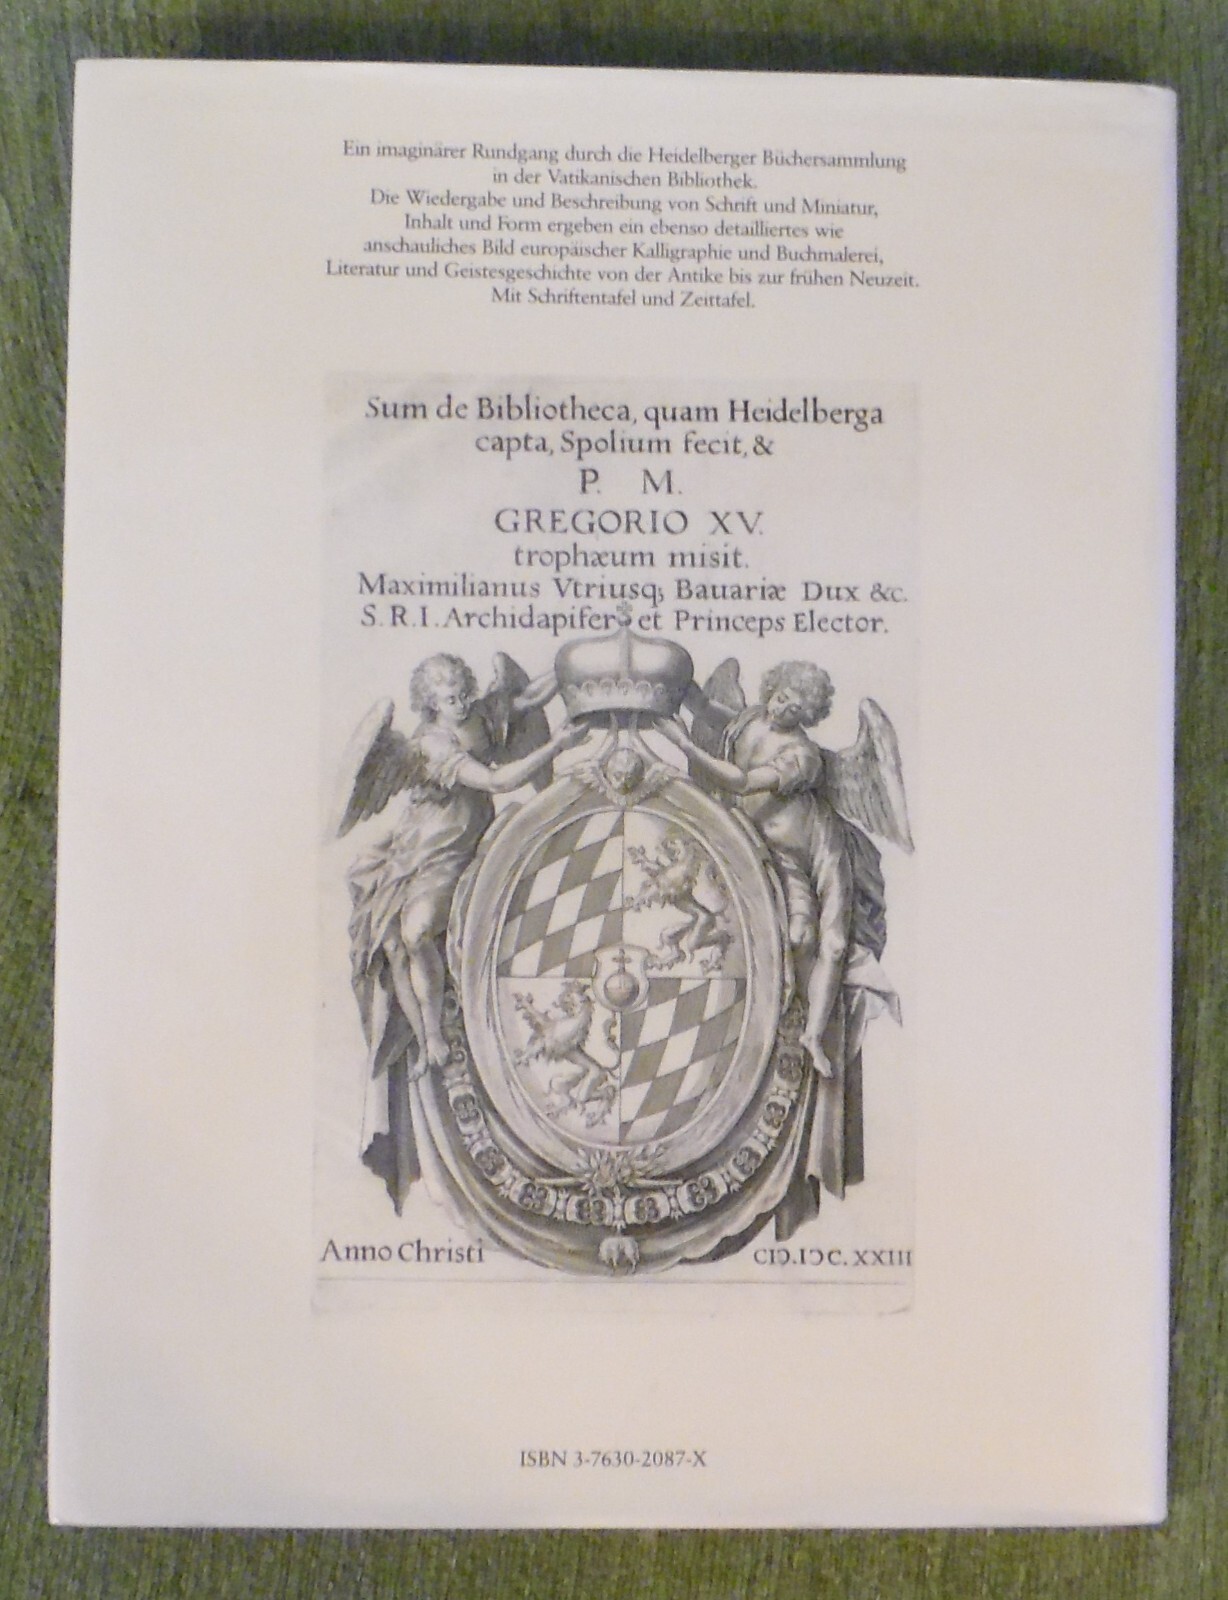 Ein imaginärer Rundgang durch die Heidelberger Büchersammlung
in der Vatikanischen Bibliothek.
Die Wiedergabe und Beschreibung von Schrift und Miniatur,
Inhalt und Form ergeben ein ebenso detailliertes wie
anschauliches Bild europäischer Kalligraphie und Buchmalerei,
Literatur und Geistesgeschichte von der Antike bis zur frühen Neuzeit.
Mit Schriftentafel und Zeittafel.
Sum de Bibliotheca, quam Heidelberga
capta, Spolium fecit, &
P. M.
GREGORIO XV.
trophæum misit.
Maximilianus Vtriusq; Bauariæ Dux &c.
S. R. I. Archidapifer et Princeps Elector.
Anno Christi CIↃ.IↃC.XXIII
ISBN 3-7630-2087-X